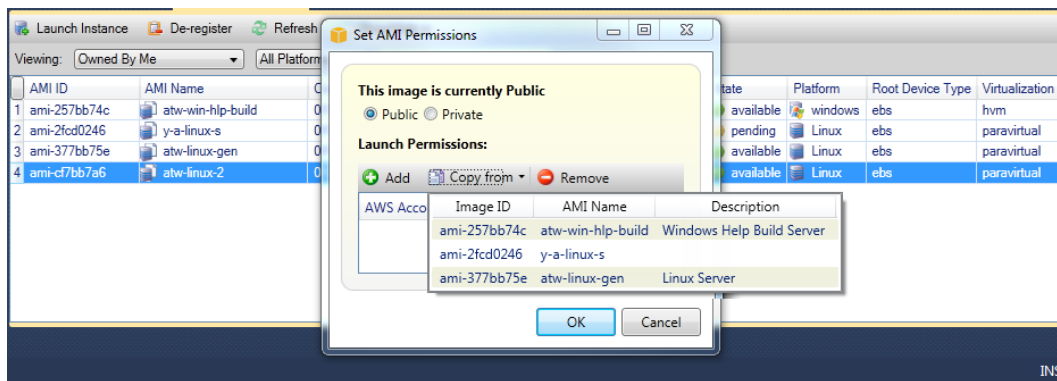 Launch Instance De-register Refresh
Set AMI Permissions
Viewing: Owned By Me All Platform
AMI ID AMI Name
1 ami-257bb74c atw-win-hlp-build
2 ami-2fcd0246 y-a-linux-s
3 ami-377bb75e atw-linux-gen
4 ami-cf7bb7a6 atw-linux-2
This image is currently Public
Public Private
Launch Permissions:
Add Copy from Remove
AWS Acco
Image ID AMI Name Description
ami-257bb74c atw-win-hlp-build Windows Help Build Server
ami-2fcd0246 y-a-linux-s
ami-377bb75e atw-linux-gen Linux Server
OK Cancel
tate Platform Root Device Type Virtualization
available windows ebs hvm
pending Linux ebs paravirtual
available Linux ebs paravirtual
available Linux ebs paravirtual
INS